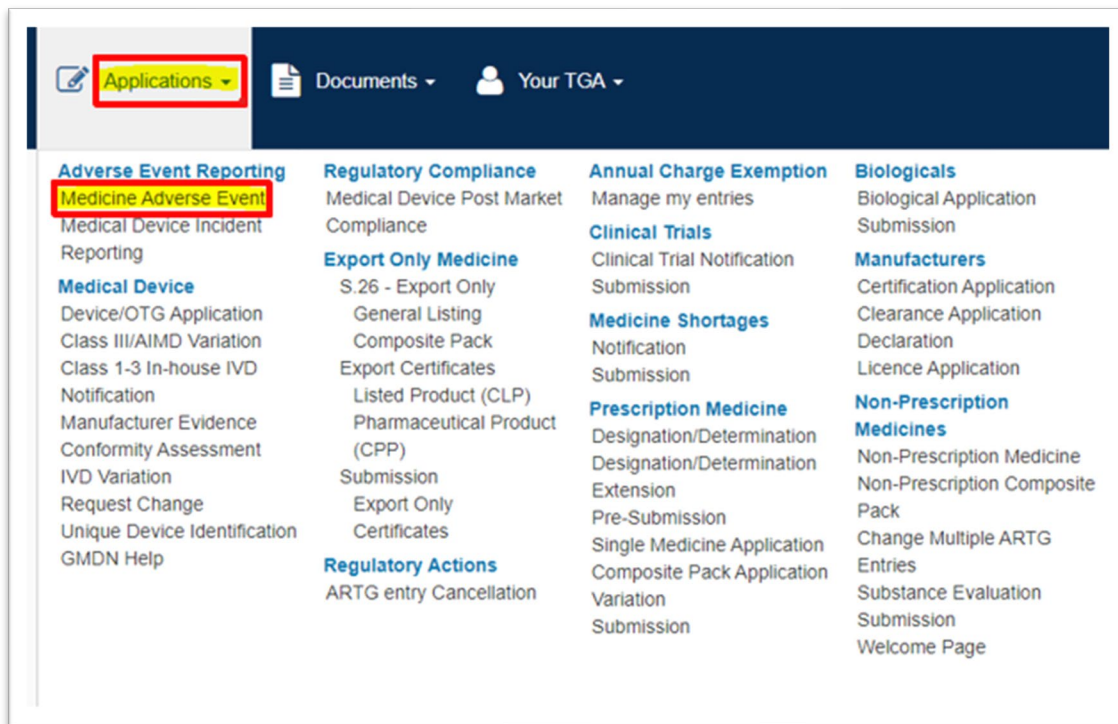 Applications
Documents
Your TGA
Adverse Event Reporting
Medicine Adverse Event
Medical Device Incident
Reporting
Medical Device
Device/OTG Application
Class III/AIMD Variation
Class 1-3 In-house IVD
Notification
Manufacturer Evidence
Conformity Assessment
IVD Variation
Request Change
Unique Device Identification
GMDN Help
Regulatory Compliance
Medical Device Post Market
Compliance
Export Only Medicine
S.26 - Export Only
General Listing
Composite Pack
Export Certificates
Listed Product (CLP)
Pharmaceutical Product
(CPP)
Submission
Export Only
Certificates
Regulatory Actions
ARTG entry Cancellation
Annual Charge Exemption
Manage my entries
Clinical Trials
Clinical Trial Notification
Submission
Medicine Shortages
Notification
Submission
Prescription Medicine
Designation/Determination
Designation/Determination
Extension
Pre-Submission
Single Medicine Application
Composite Pack Application
Variation
Submission
Biologicals
Biological Application
Submission
Manufacturers
Certification Application
Clearance Application
Declaration
Licence Application
Non-Prescription
Medicines
Non-Prescription Medicine
Non-Prescription Composite
Pack
Change Multiple ARTG
Entries
Substance Evaluation
Submission
Welcome Page